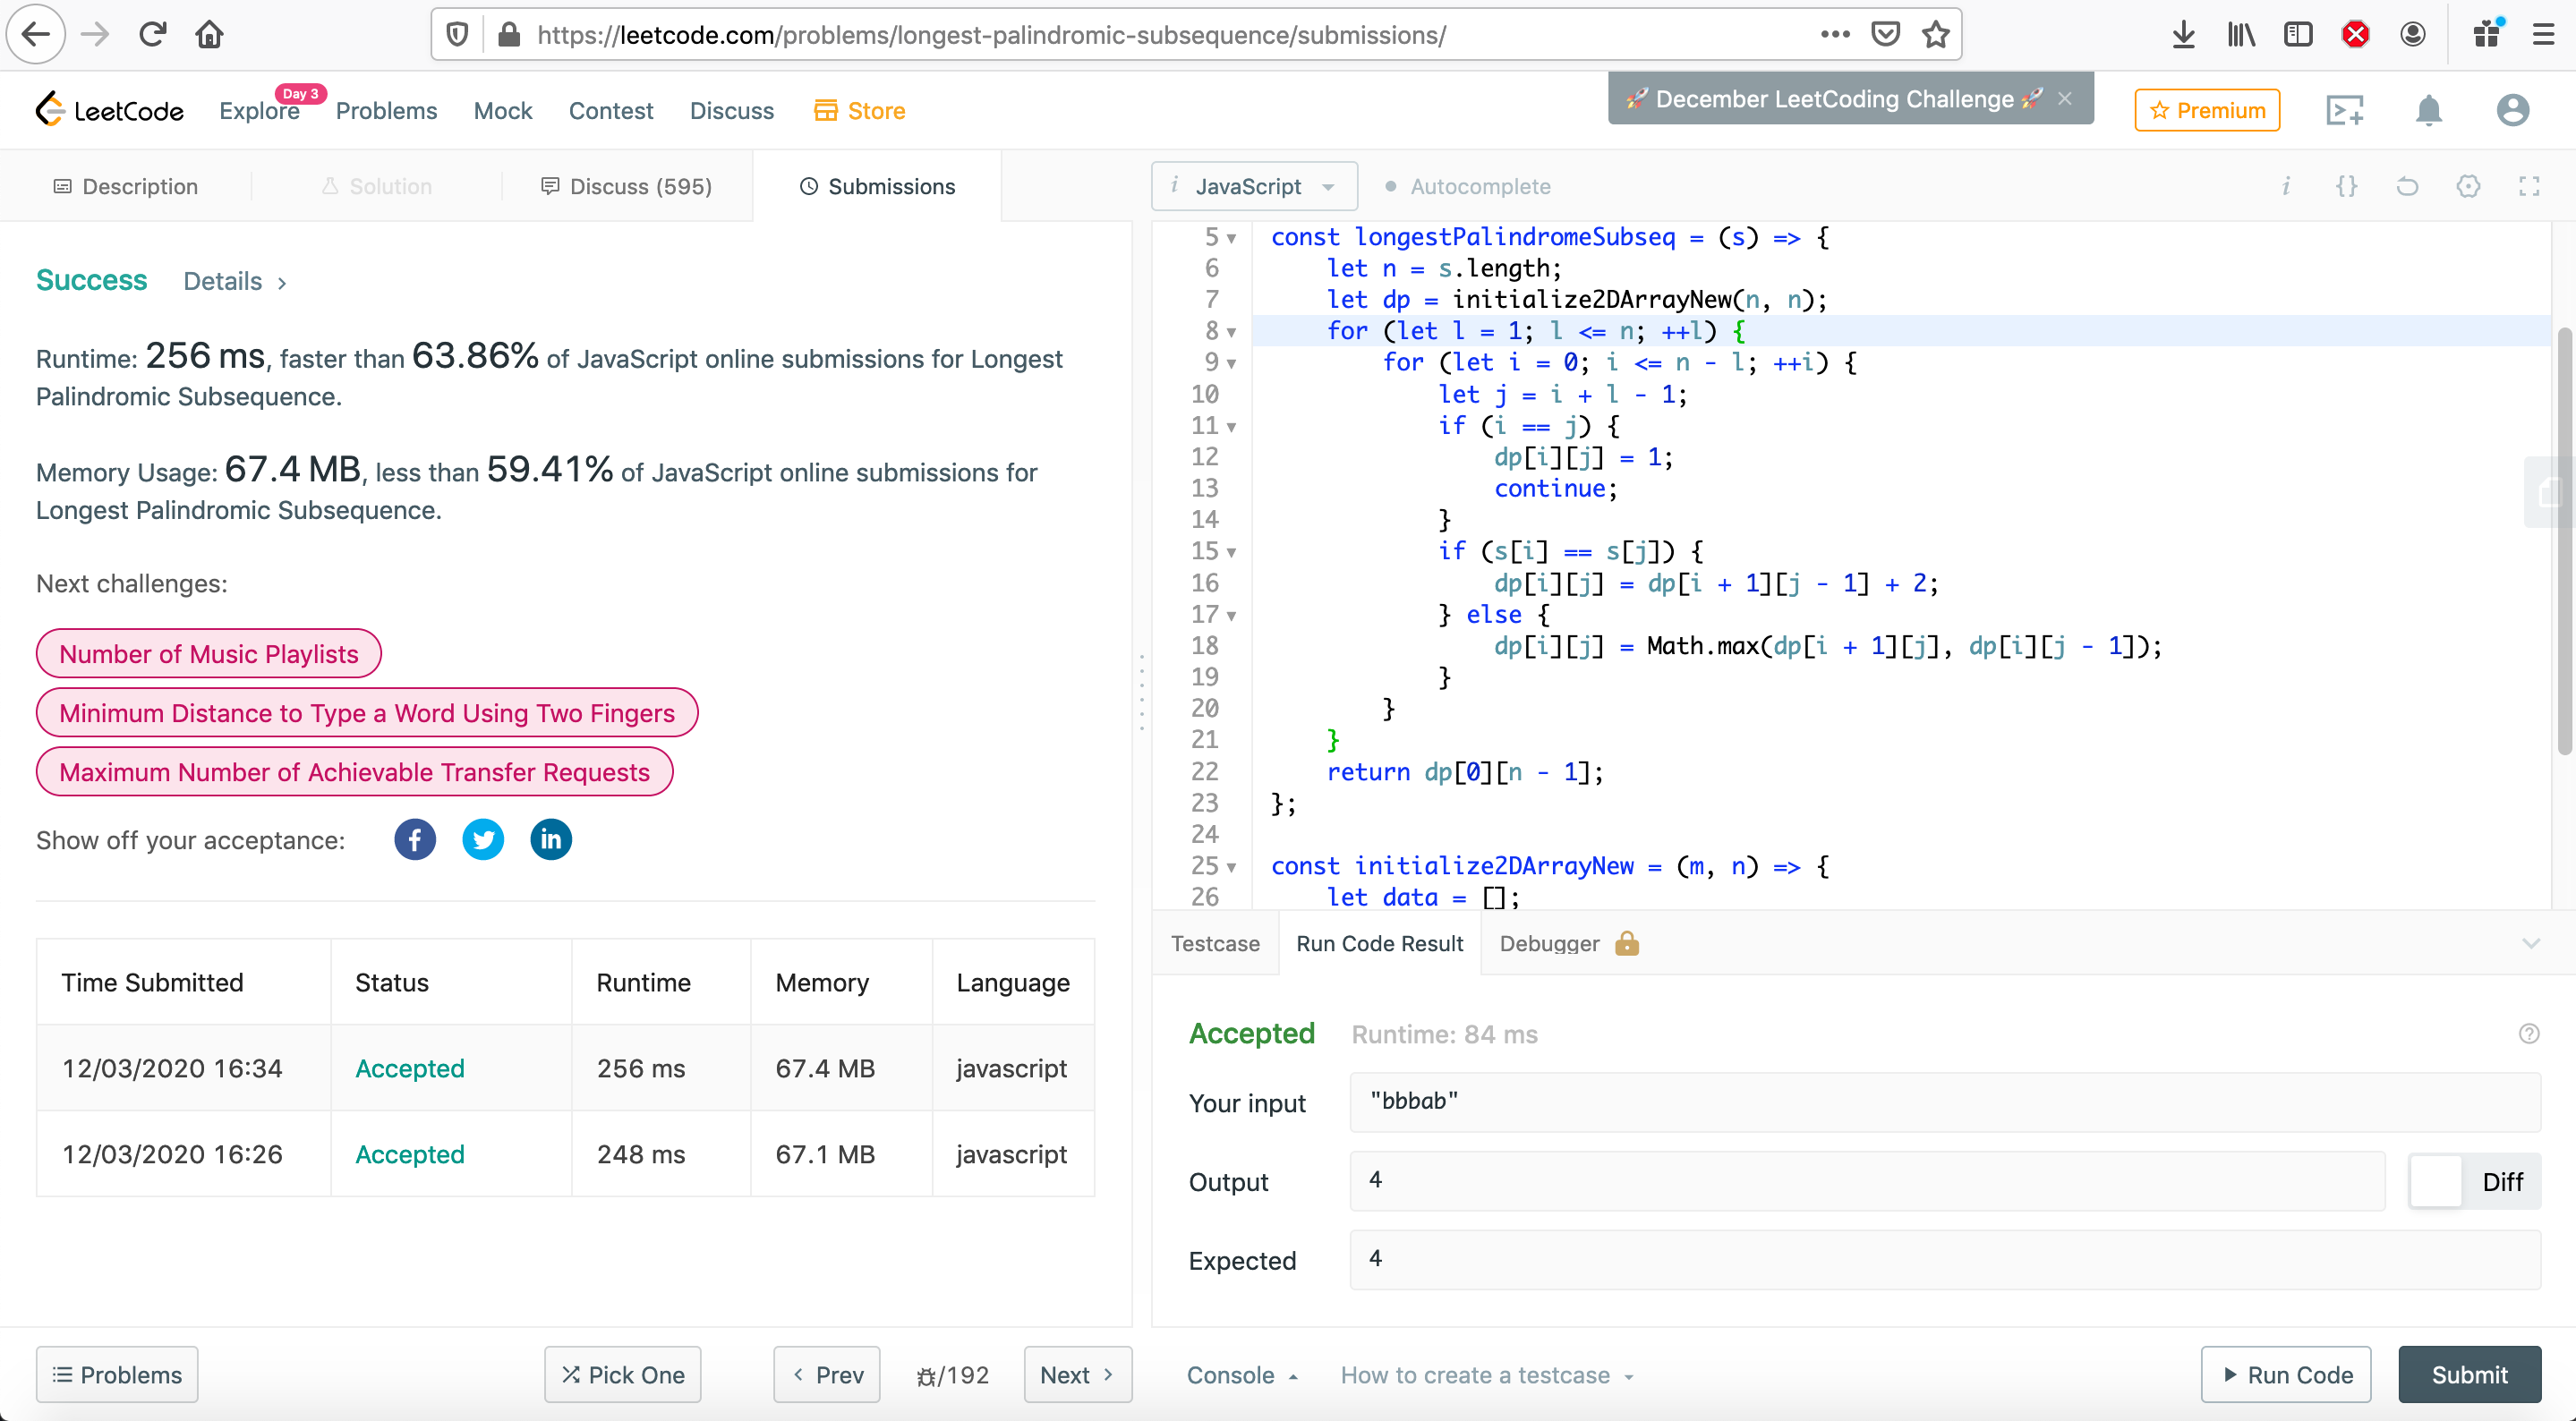 https://leetcode.com/problems/longest-palindromic-subsequence/submissions/
LeetCode Explore Day 3 Problems Mock Contest Discuss Store 🚀 December LeetCoding Challenge 🚀 × Premium
Description Solution Discuss (595) Submissions
Success Details >
Runtime: 256 ms, faster than 63.86% of JavaScript online submissions for Longest
Palindromic Subsequence.
Memory Usage: 67.4 MB, less than 59.41% of JavaScript online submissions for
Longest Palindromic Subsequence.
Next challenges:
Number of Music Playlists
Minimum Distance to Type a Word Using Two Fingers
Maximum Number of Achievable Transfer Requests
Show off your acceptance:
Time Submitted Status Runtime Memory Language
12/03/2020 16:34 Accepted 256 ms 67.4 MB javascript
12/03/2020 16:26 Accepted 248 ms 67.1 MB javascript
Problems Pick One < Prev /192 Next >
i JavaScript Autocomplete i {}
5 const longestPalindromeSubseq = (s) => {
6     let n = s.length;
7     let dp = initialize2DArrayNew(n, n);
8     for (let l = 1; l <= n; ++l) {
9         for (let i = 0; i <= n - l; ++i) {
10             let j = i + l - 1;
11             if (i == j) {
12                 dp[i][j] = 1;
13                 continue;
14             }
15             if (s[i] == s[j]) {
16                 dp[i][j] = dp[i + 1][j - 1] + 2;
17             } else {
18                 dp[i][j] = Math.max(dp[i + 1][j], dp[i][j - 1]);
19             }
20         }
21     }
22     return dp[0][n - 1];
23 };
24
25 const initialize2DArrayNew = (m, n) => {
26     let data = [];
Testcase Run Code Result Debugger
Accepted Runtime: 84 ms
Your input "bbbab"
Output 4 Diff
Expected 4
Console How to create a testcase Run Code Submit